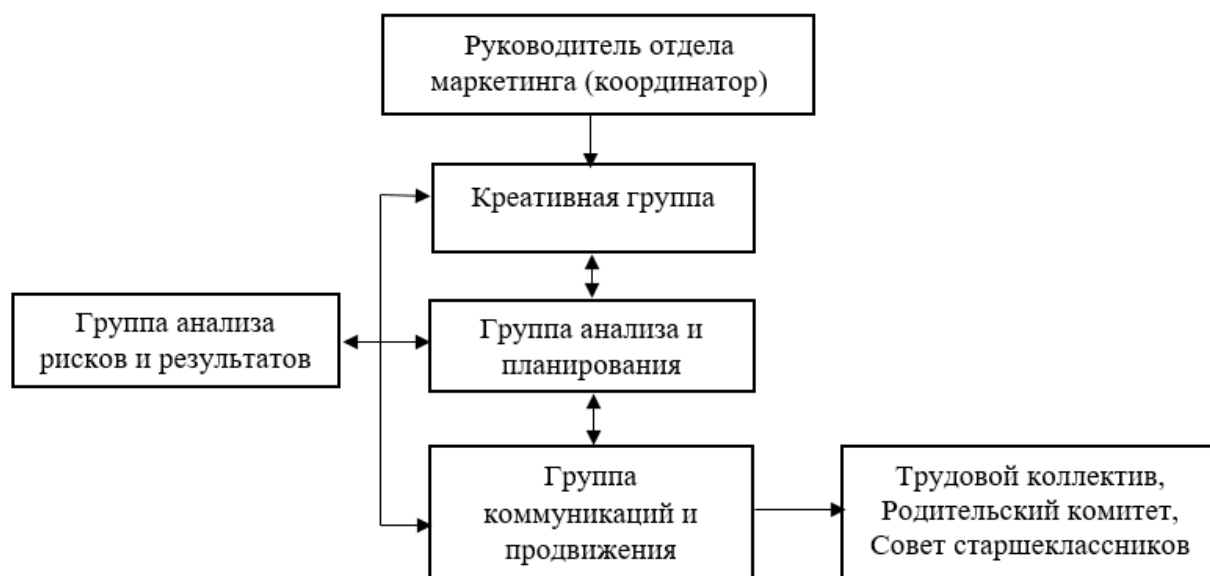 Руководитель отдела
маркетинга (координатор)
Креативная группа
Группа анализа
рисков и результатов
Группа анализа и
планирования
Группа
коммуникаций и
продвижения
Трудовой коллектив,
Родительский комитет,
Совет старшеклассников